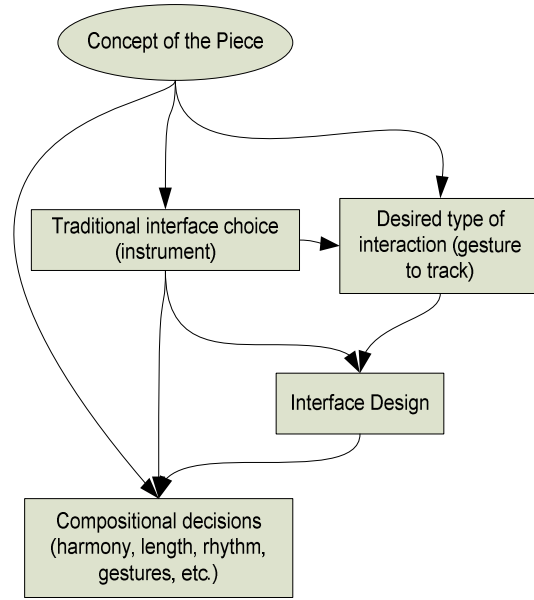 Concept of the Piece
Traditional interface choice
(instrument)
Desired type of
interaction (gesture
to track)
Interface Design
Compositional decisions
(harmony, length, rhythm,
gestures, etc.)